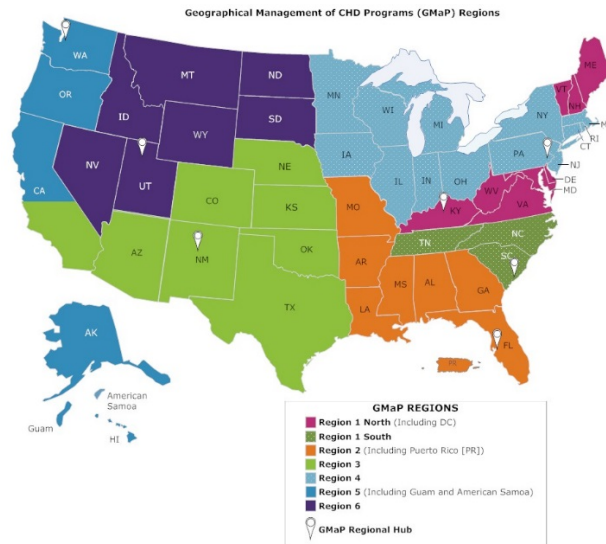 Geographical Management of CHD Programs (GMaP) Regions
WA
OR
CA
ID
NV
MT
WY
UT
ND
SD
AZ
NM
CO
NE
KS
OK
TX
MN
IA
WI
IL
MI
IN
OH
NY
PA
ME
VT
NH
M
RI
CT
NJ
DE
MD
WV
VA
KY
TN
NC
SC
MO
AR
LA
MS
AL
GA
FL
PR
AK
American
Samoa
Guam
HI
GMaP REGIONS
Region 1 North (Including DC)
Region 1 South
Region 2 (Including Puerto Rico [PR])
Region 3
Region 4
Region 5 (Including Guam and American Samoa)
Region 6
GMaP Regional Hub